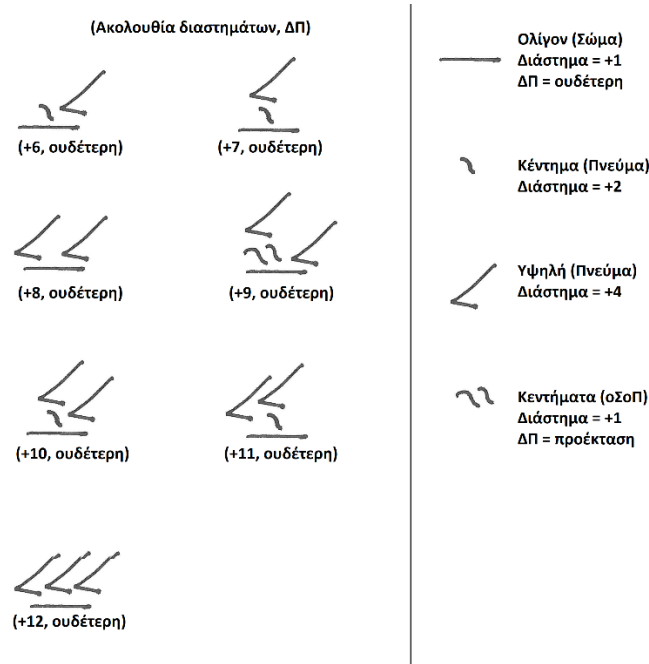 (Ακολουθία διαστημάτων, ΔΠ)
(+6, ουδέτερη)
(+7, ουδέτερη)
(+8, ουδέτερη)
(+9, ουδέτερη)
(+10, ουδέτερη)
(+11, ουδέτερη)
(+12, ουδέτερη)
Ολίγον (Σώμα)
Διάστημα = +1
ΔΠ = ουδέτερη
Κέντημα (Πνεύμα)
Διάστημα = +2
Υψηλή (Πνεύμα)
Διάστημα = +4
Κεντήματα (οΣοΠ)
Διάστημα = +1
ΔΠ = προέκταση